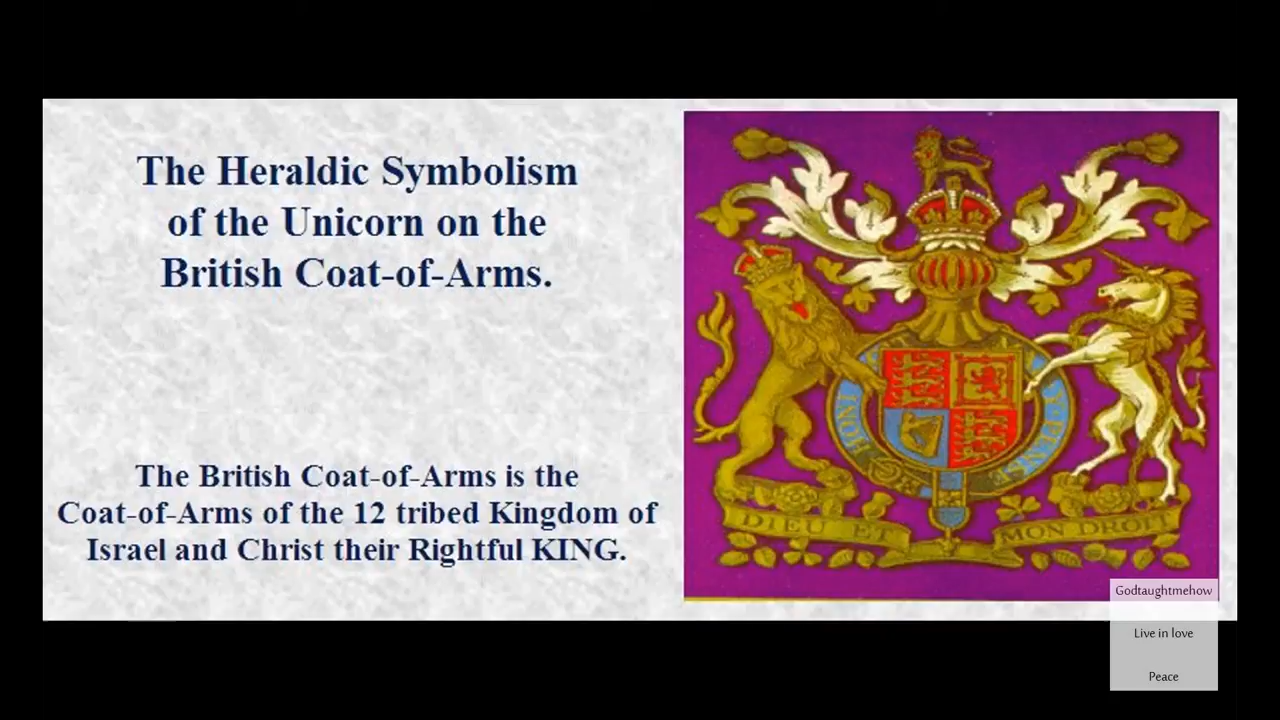 The Heraldic Symbolism
of the Unicorn on the
British Coat-of-Arms.
The British Coat-of-Arms is the
Coat-of-Arms of the 12 tribed Kingdom of
Israel and Christ their Rightful KING.
HONI
Y PENSE
DIEU ET
MON DROIT
Godtaughtmehow
Live in love
Peace